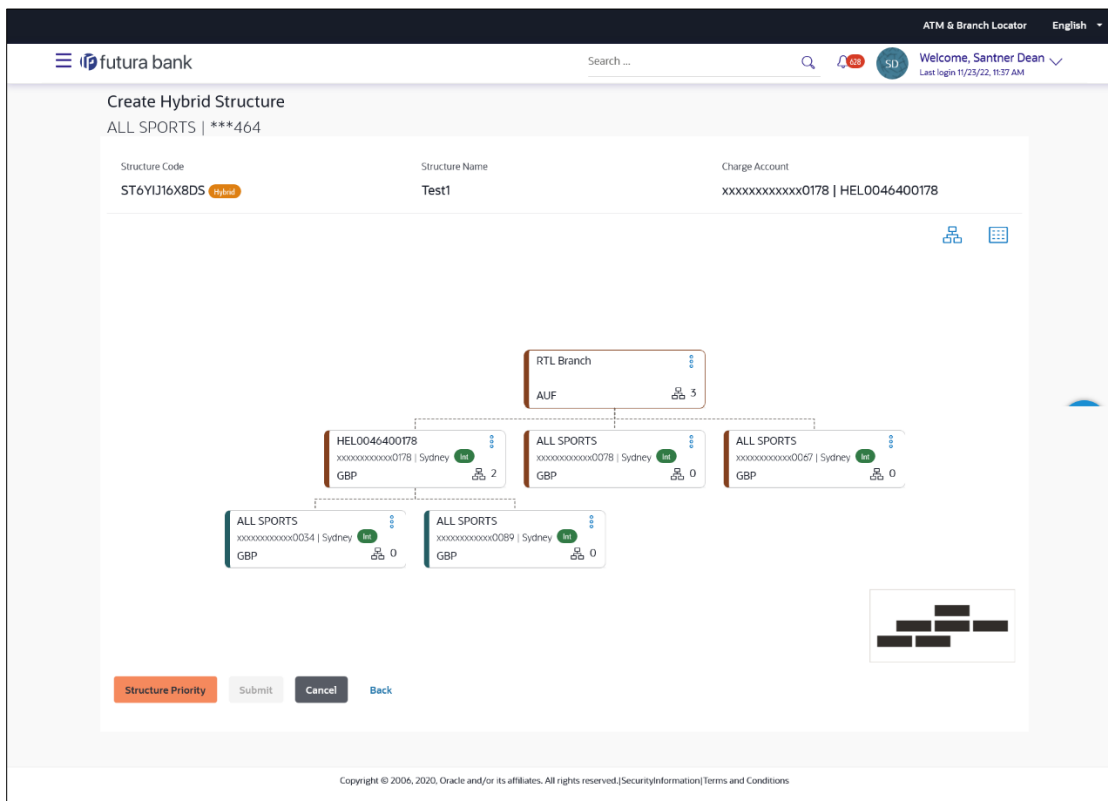 ATM & Branch Locator English
futura bank
Search ...
628
SD
Welcome, Santner Dean
Last login 11/23/22, 11:37 AM
Create Hybrid Structure
ALL SPORTS | ***464
Structure Code Structure Name Charge Account
ST6YIJ16X8DS Hybrid Test1 xxxxxxxxxxxx0178 | HEL0046400178
RTL Branch
AUF 3
HEL0046400178
xxxxxxxxxxxx0178 | Sydney Int
GBP 2
ALL SPORTS
xxxxxxxxxxxx0078 | Sydney Int
GBP 0
ALL SPORTS
xxxxxxxxxxxx0067 | Sydney Int
GBP 0
ALL SPORTS
xxxxxxxxxxxx0034 | Sydney Int
GBP 0
ALL SPORTS
xxxxxxxxxxxx0089 | Sydney Int
GBP 0
Structure Priority Submit Cancel Back
Copyright © 2006, 2020, Oracle and/or its affiliates. All rights reserved.|SecurityInformation|Terms and Conditions